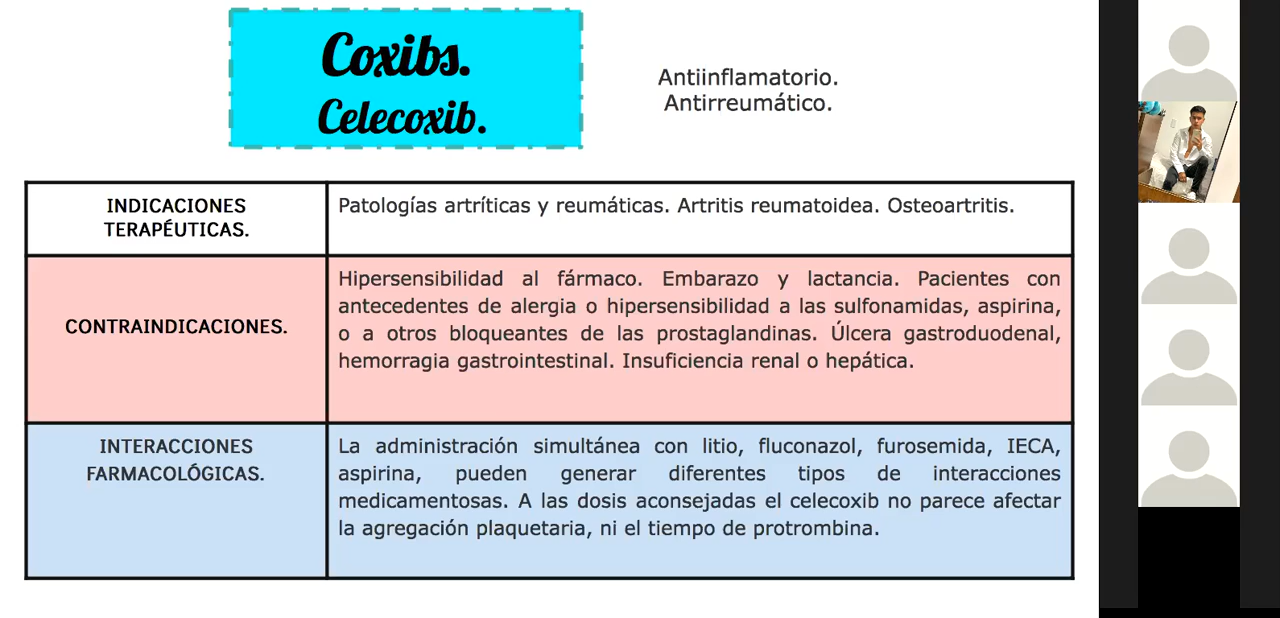 Coxibs.
Celecoxib.
Antiinflamatorio.
Antirreumático.
INDICACIONES
TERAPÉUTICAS.
Patologías artríticas y reumáticas. Artritis reumatoidea. Osteoartritis.
CONTRAINDICACIONES.
Hipersensibilidad al fármaco. Embarazo y lactancia. Pacientes con
antecedentes de alergia o hipersensibilidad a las sulfonamidas, aspirina,
o a otros bloqueantes de las prostaglandinas. Úlcera gastroduodenal,
hemorragia gastrointestinal. Insuficiencia renal o hepática.
INTERACCIONES
FARMACOLÓGICAS.
La administración simultánea con litio, fluconazol, furosemida, IECA,
aspirina, pueden generar diferentes tipos de interacciones
medicamentosas. A las dosis aconsejadas el celecoxib no parece afectar
la agregación plaquetaria, ni el tiempo de protrombina.